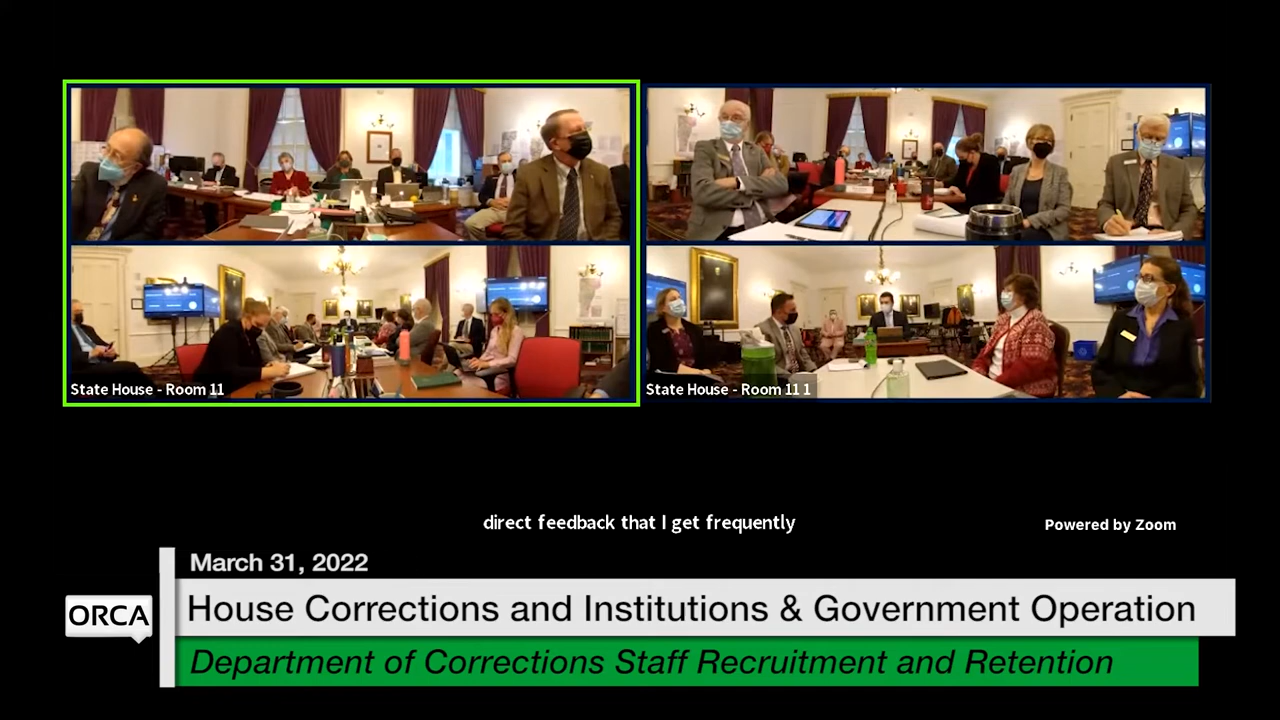 State House - Room 11
State House - Room 11 1
direct feedback that I get frequently
Powered by Zoom
March 31, 2022
ORCA
House Corrections and Institutions & Government Operation
Department of Corrections Staff Recruitment and Retention